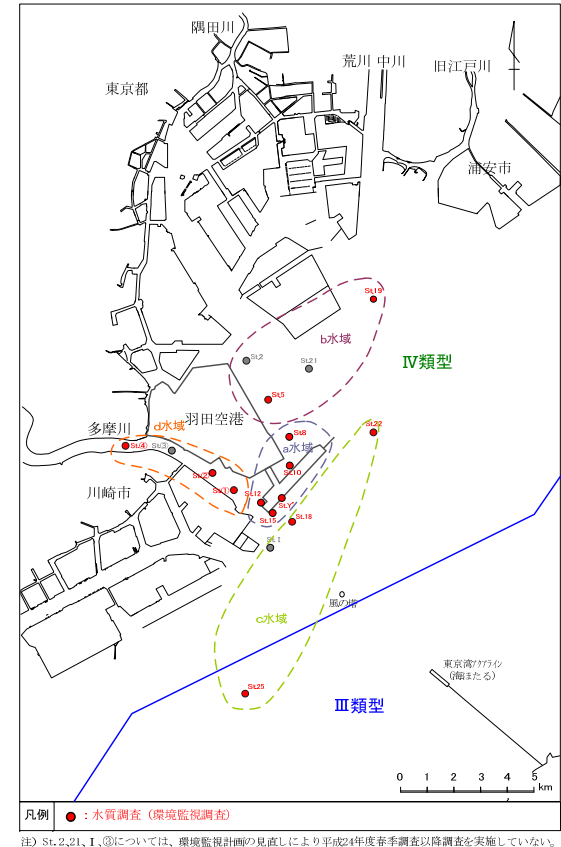 隅田川
荒川 中川
旧江戸川
東京都
浦安市
St.19
b水域
St.2
St.21
Ⅳ類型
St.5
羽田空港
多摩川
d水域
St.22
St.8
a水域
St.④
St.③
St.10
St.②
St.①
川崎市
St.12
St.Ｙ
St.15
St.18
St.Ⅰ
風の塔
c水域
東京湾ｱｸｱﾗｲﾝ
(海ほたる)
St.25
Ⅲ類型
0 1 2 3 4 5
km
凡例 ：水質調査（環境監視調査）
注）St.2、21、Ⅰ、③については、環境監視計画の見直しにより平成24年度春季調査以降調査を実施していない。